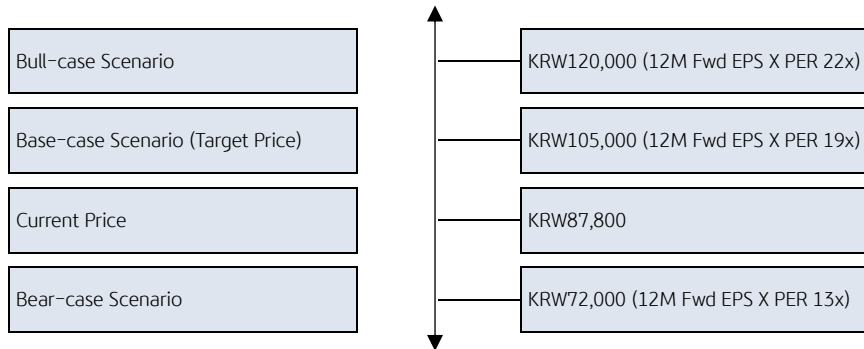 Bull-case Scenario
KRW120,000 (12M Fwd EPS X PER 22x)
Base-case Scenario (Target Price)
KRW105,000 (12M Fwd EPS X PER 19x)
Current Price
KRW87,800
Bear-case Scenario
KRW72,000 (12M Fwd EPS X PER 13x)